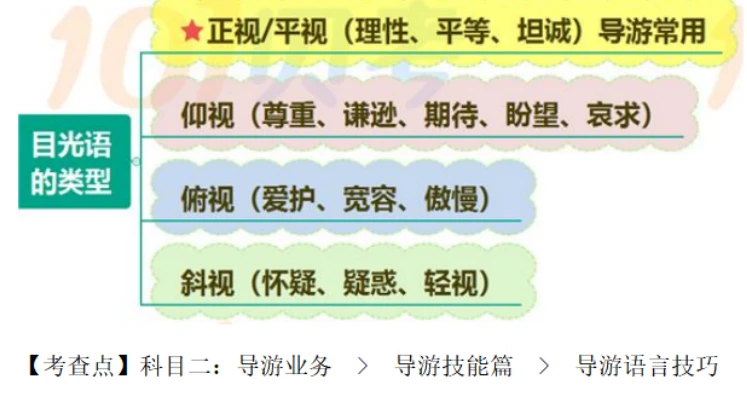 ★正视/平视（理性、平等、坦诚）导游常用
仰视（尊重、谦逊、期待、盼望、哀求）
目光语
的类型
俯视（爱护、宽容、傲慢）
斜视（怀疑、疑惑、轻视）
【考查点】科目二：导游业务 > 导游技能篇 > 导游语言技巧